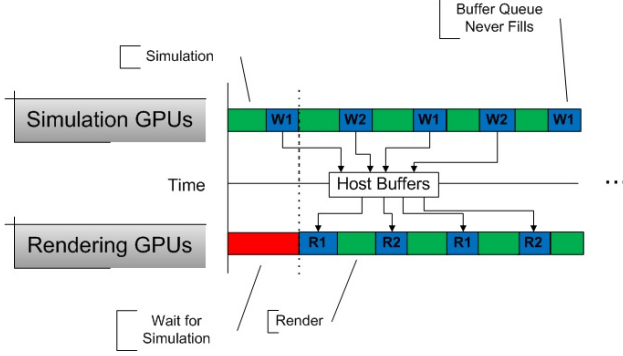 Buffer Queue
Never Fills
Simulation
Simulation GPUs
W1 W2 W1 W2 W1
Time
Host Buffers
...
Rendering GPUs
R1 R2 R1 R2
Wait for
Simulation
Render